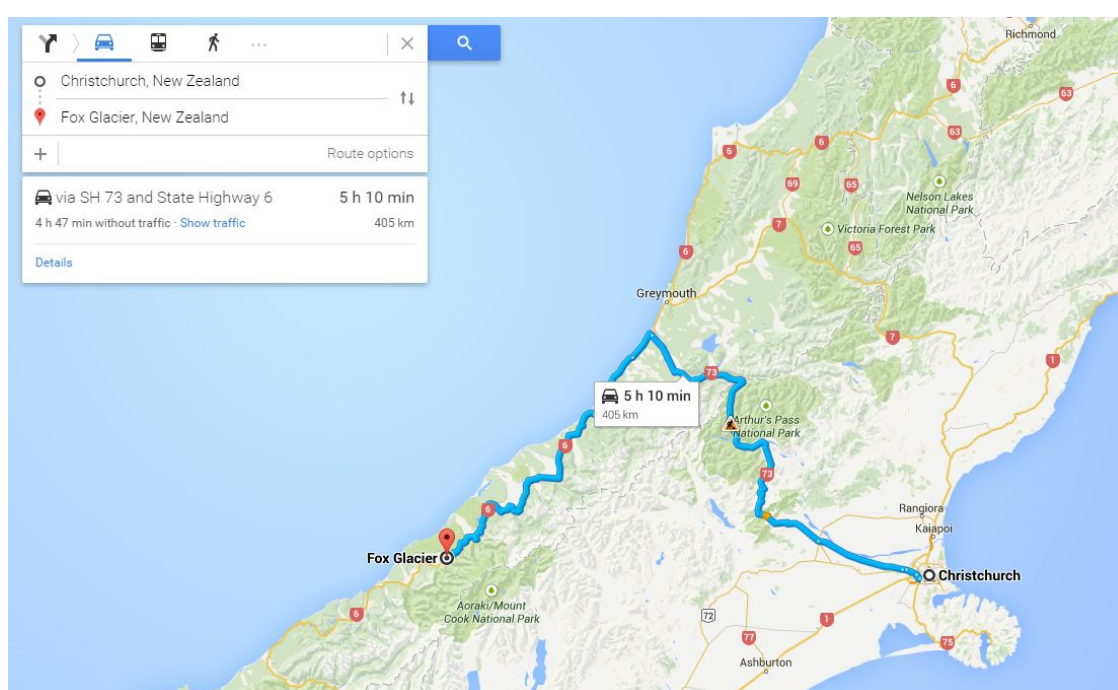 Christchurch, New Zealand
Fox Glacier, New Zealand
Route options
via SH 73 and State Highway 6 5 h 10 min
4 h 47 min without traffic · Show traffic 405 km
Details
Richmond
6
63
6
63
6
69
65
Nelson Lakes
National Park
7
Victoria Forest Park
65
6
Greymouth
7
1
73
5 h 10 min
405 km
Arthur's Pass
National Park
6
73
6
Rangiora
Kaiapoi
Fox Glacier
Christchurch
Aoraki/Mount
Cook National Park
6
72
1
77
75
Ashburton